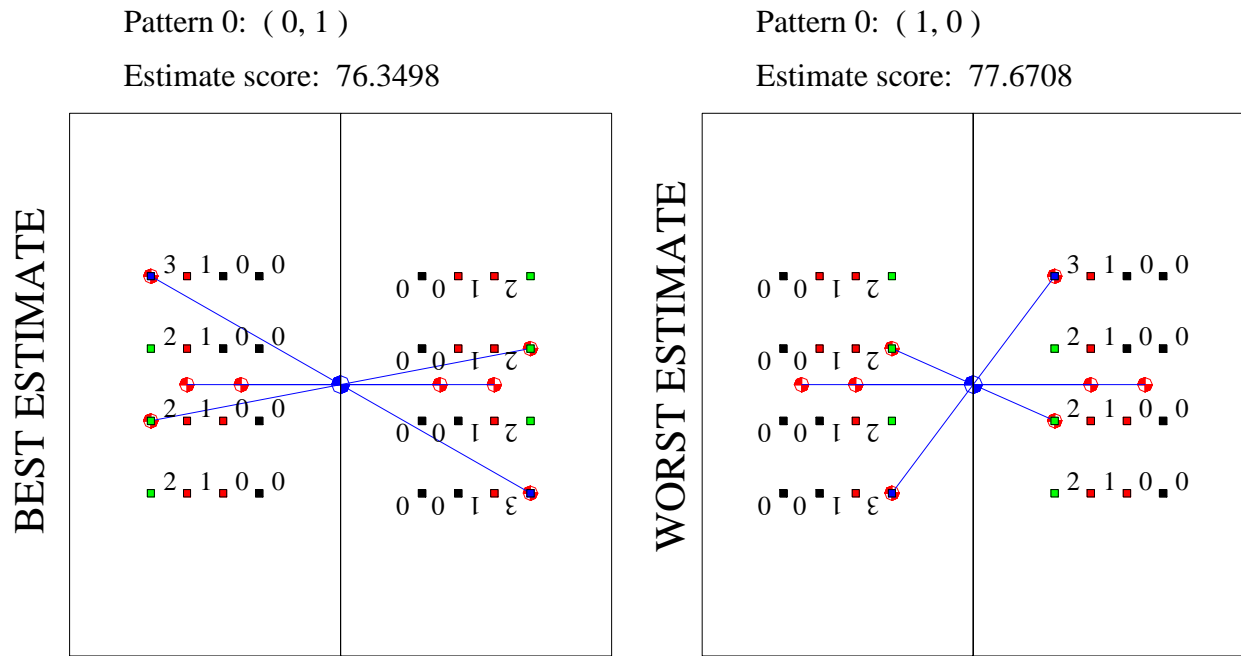 Pattern 0: ( 0, 1 )
Estimate score: 76.3498
BEST ESTIMATE
3 1 0 0
2 1 0 0
2 1 0 0
2 1 0 0
2 1 0 0
2 1 0 0
2 1 0 0
3 1 0 0
Pattern 0: ( 1, 0 )
Estimate score: 77.6708
WORST ESTIMATE
2 1 0 0
2 1 0 0
2 1 0 0
3 1 0 0
3 1 0 0
2 1 0 0
2 1 0 0
2 1 0 0